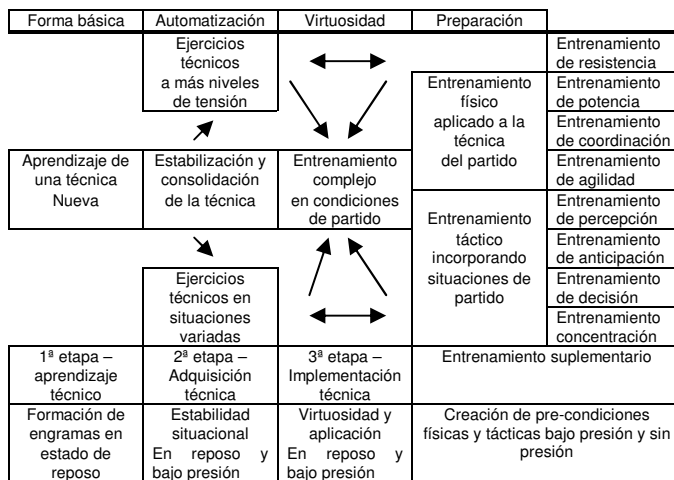 Forma básica
Automatización
Virtuosidad
Preparación
Ejercicios
técnicos
a más niveles
de tensión
Entrenamiento
de resistencia
Entrenamiento
físico
aplicado a la
técnica
del partido
Entrenamiento
de potencia
Entrenamiento
de coordinación
Entrenamiento
de agilidad
Aprendizaje de
una técnica
Nueva
Estabilización y
consolidación
de la técnica
Entrenamiento
complejo
en condiciones
de partido
Entrenamiento
táctico
incorporando
situaciones de
partido
Entrenamiento
de percepción
Entrenamiento
de anticipación
Entrenamiento
de decisión
Entrenamiento
concentración
Ejercicios
técnicos en
situaciones
variadas
1ª etapa –
aprendizaje
técnico
2ª etapa –
Adquisición
técnica
3ª etapa –
Implementación
técnica
Entrenamiento suplementario
Formación de
engramas en
estado de
reposo
Estabilidad
situacional
En reposo y
bajo presión
Virtuosidad y
aplicación
En reposo y
bajo presión
Creación de pre-condiciones
físicas y tácticas bajo presión y sin
presión